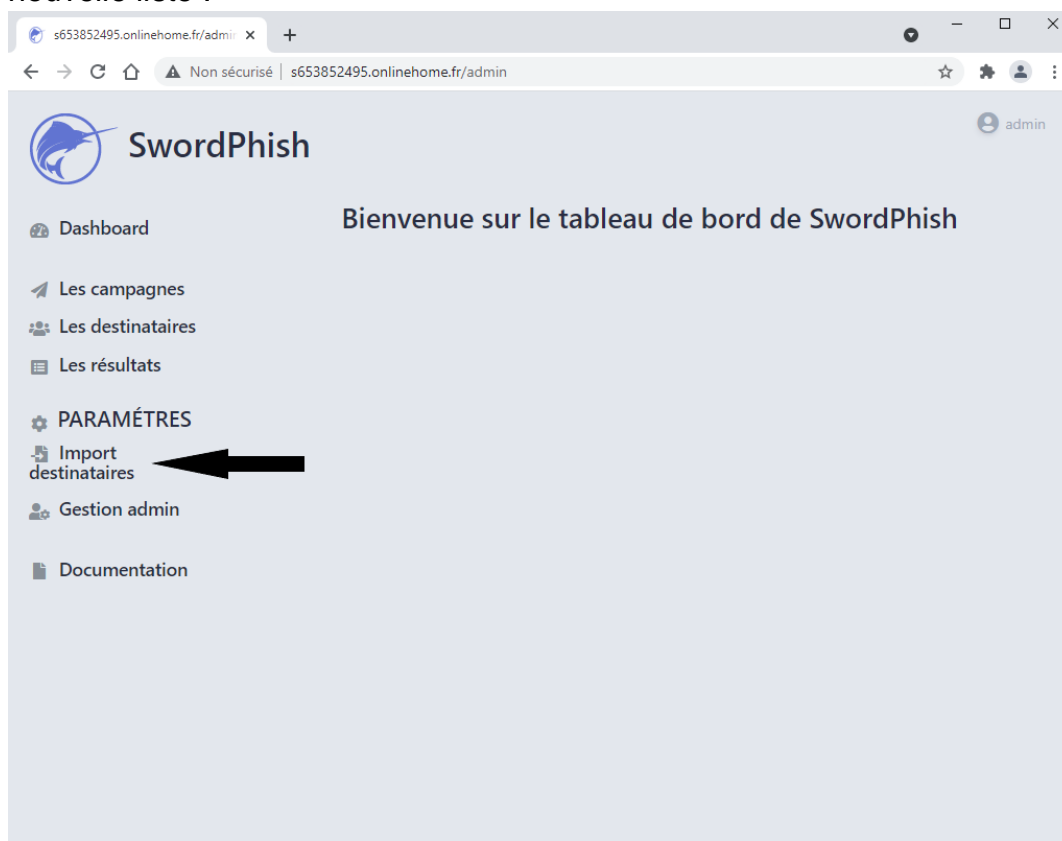 s653852495.onlinehome.fr/admin
Non sécurisé | s653852495.onlinehome.fr/admin
SwordPhish
admin
Bienvenue sur le tableau de bord de SwordPhish
Dashboard
Les campagnes
Les destinataires
Les résultats
PARAMÉTRES
Import
destinataires
Gestion admin
Documentation